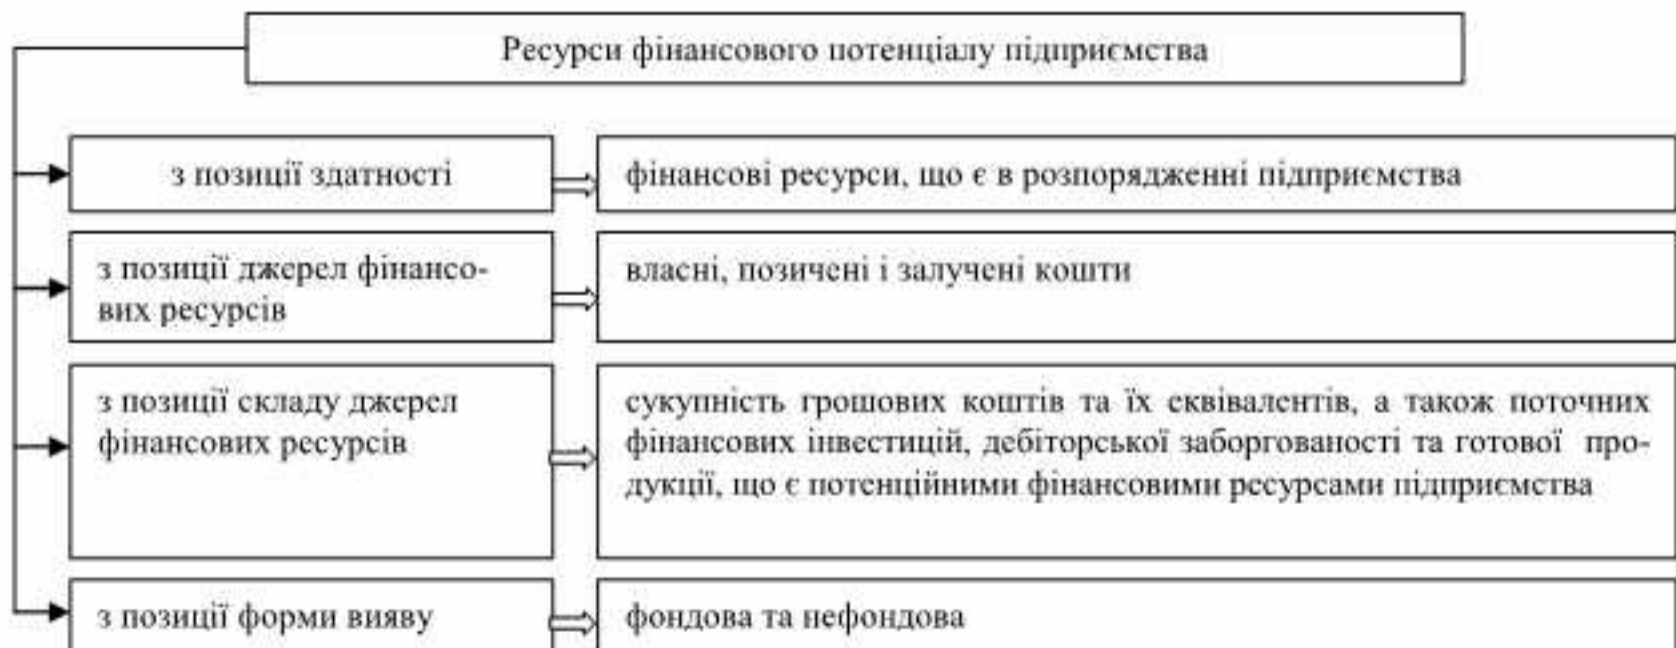 Ресурси фінансового потенціалу підприємства
з позиції здатності
фінансові ресурси, що є в розпорядженні підприємства
з позиції джерел фінансо-
вих ресурсів
власні, позичені і залучені кошти
з позиції складу джерел
фінансових ресурсів
сукупність грошових коштів та їх еквівалентів, а також поточних
фінансових інвестицій, дебіторської заборгованості та готової про-
дукції, що є потенційними фінансовими ресурсами підприємства
з позиції форми вияву
фондова та нефондова